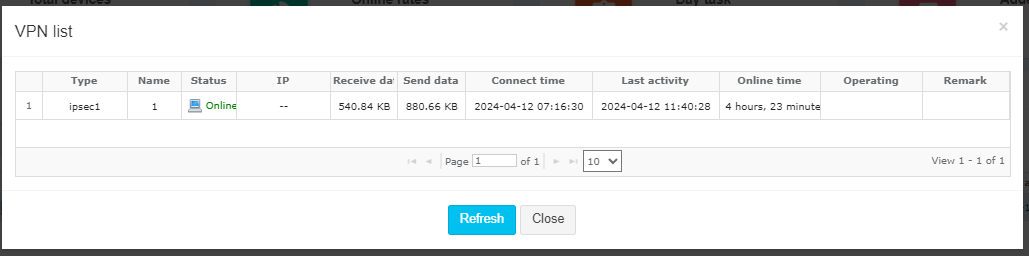 Total devices Online rates Day task
VPN list ×
Type Name Status IP Receive dat Send data Connect time Last activity Online time Operating Remark
1 ipsec1 1 Online -- 540.84 KB 880.66 KB 2024-04-12 07:16:30 2024-04-12 11:40:28 4 hours, 23 minute
Page 1 of 1 10 View 1 - 1 of 1
Refresh Close